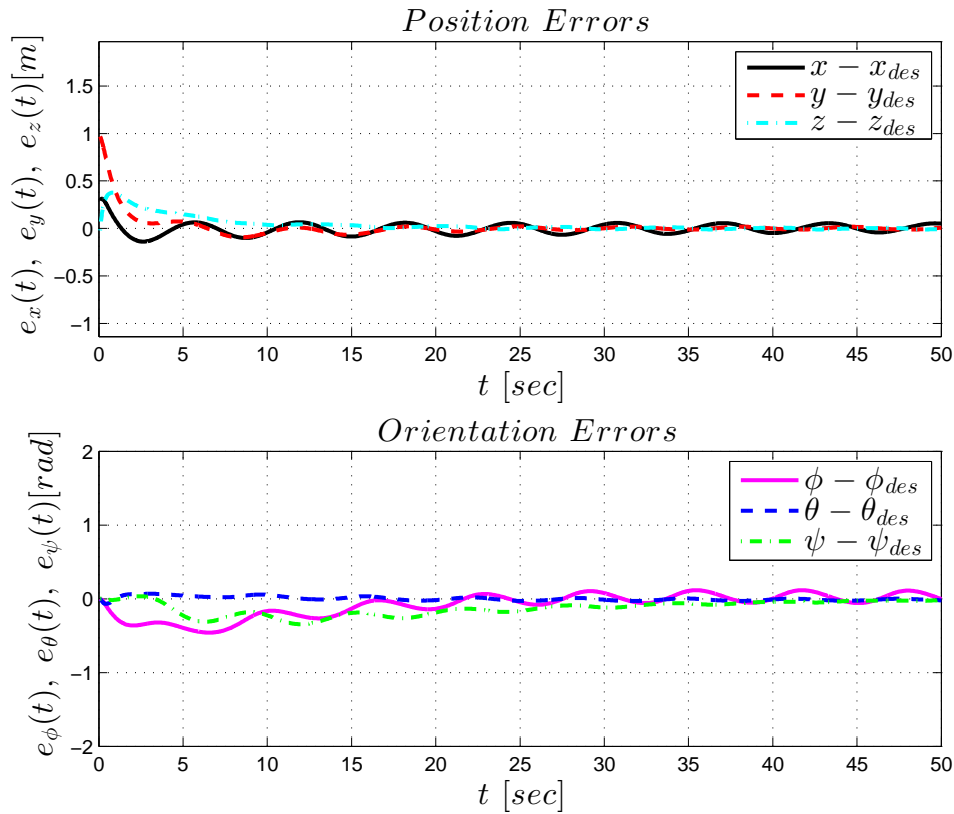 Position Errors
e_x(t), e_y(t), e_z(t)[m]
1.5
1
0.5
0
−0.5
−1
x − x_des
y − y_des
z − z_des
0 5 10 15 20 25 30 35 40 45 50
t [sec]
Orientation Errors
e_ϕ(t), e_θ(t), e_ψ(t)[rad]
2
1
0
−1
−2
ϕ − ϕ_des
θ − θ_des
ψ − ψ_des
0 5 10 15 20 25 30 35 40 45 50
t [sec]